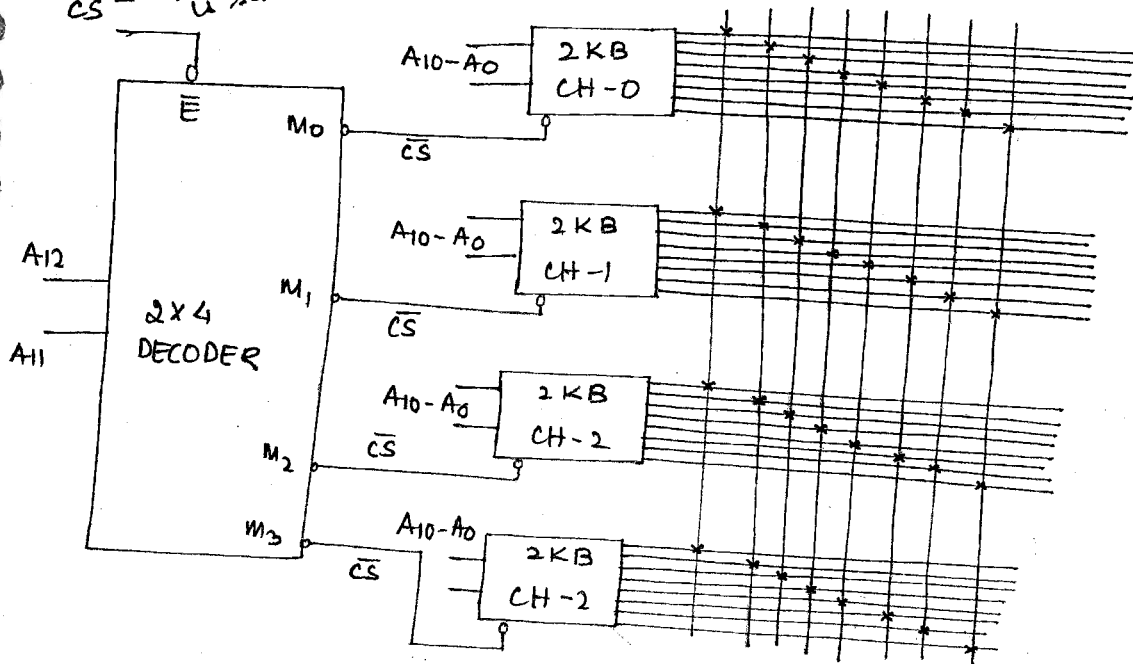 CS
E
M0
A10-A0
2KB
CH-0
CS
A12
A11
2X4
DECODER
M1
A10-A0
2KB
CH-1
CS
M2
A10-A0
2KB
CH-2
CS
M3
A10-A0
2KB
CH-2
CS